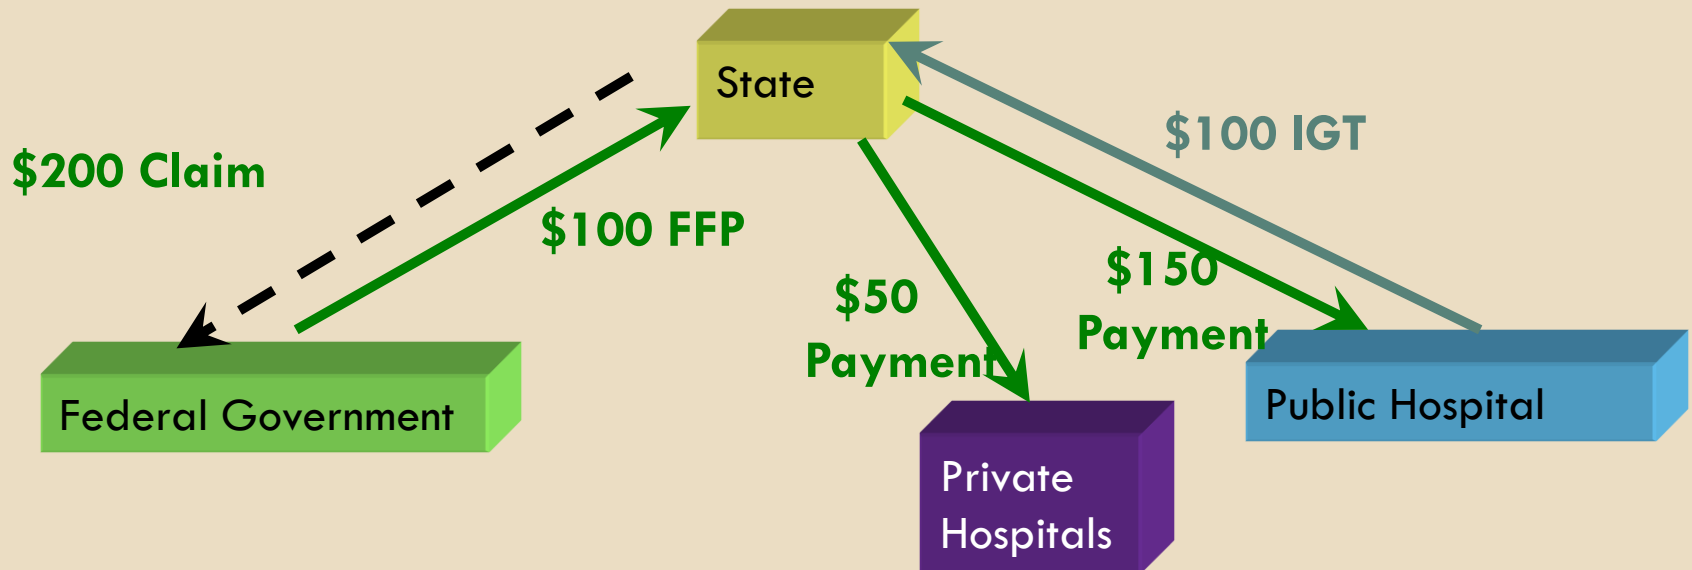 State
$100 IGT
$200 Claim
$100 FFP
$150
Payment
$50
Payment
Federal Government
Public Hospital
Private
Hospitals